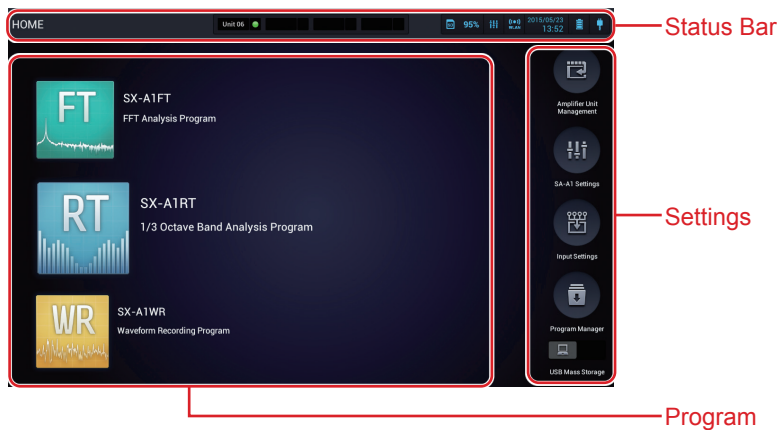 HOME
Unit 06
95%
WLAN
2015/05/23
13:52
Status Bar
FT
SX-A1FT
FFT Analysis Program
RT
SX-A1RT
1/3 Octave Band Analysis Program
WR
SX-A1WR
Waveform Recording Program
Amplifier Unit
Management
SA-A1 Settings
Input Settings
Program Manager
USB Mass Storage
Settings
Program